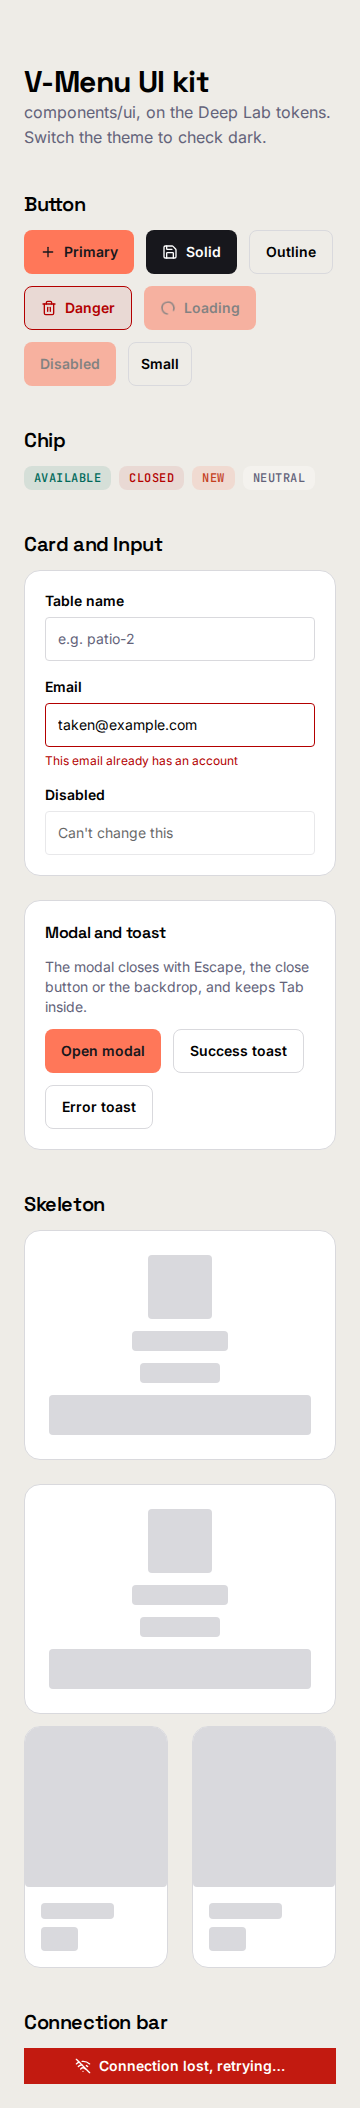 V-Menu UI kit
components/ui, on the Deep Lab tokens.
Switch the theme to check dark.
Button
Primary
Solid
Outline
Danger
Loading
Disabled
Small
Chip
AVAILABLE
CLOSED
NEW
NEUTRAL
Card and Input
Table name
e.g. patio-2
Email
taken@example.com
This email already has an account
Disabled
Can't change this
Modal and toast
The modal closes with Escape, the close
button or the backdrop, and keeps Tab
inside.
Open modal
Success toast
Error toast
Skeleton
Connection bar
Connection lost, retrying...